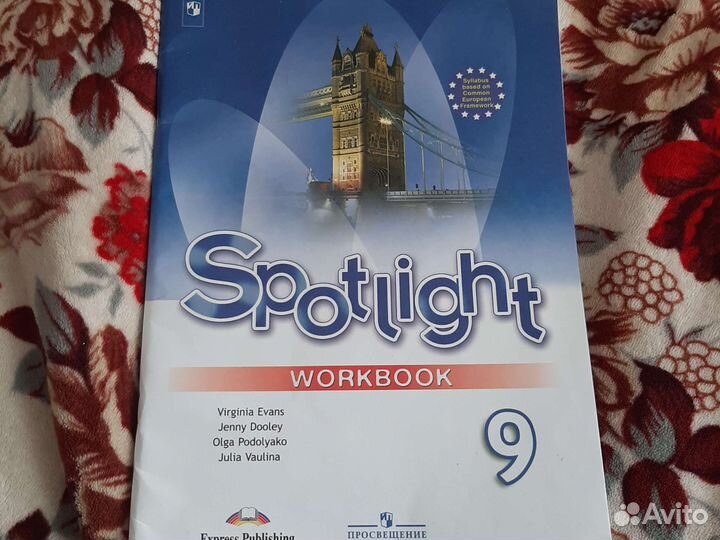 Syllabus
based on
Common
European
Framework
Spotlight
WORKBOOK
Virginia Evans
Jenny Dooley
Olga Podolyako
Julia Vaulina
9
Express Publishing
ПРОСВЕЩЕНИЕ
Avito